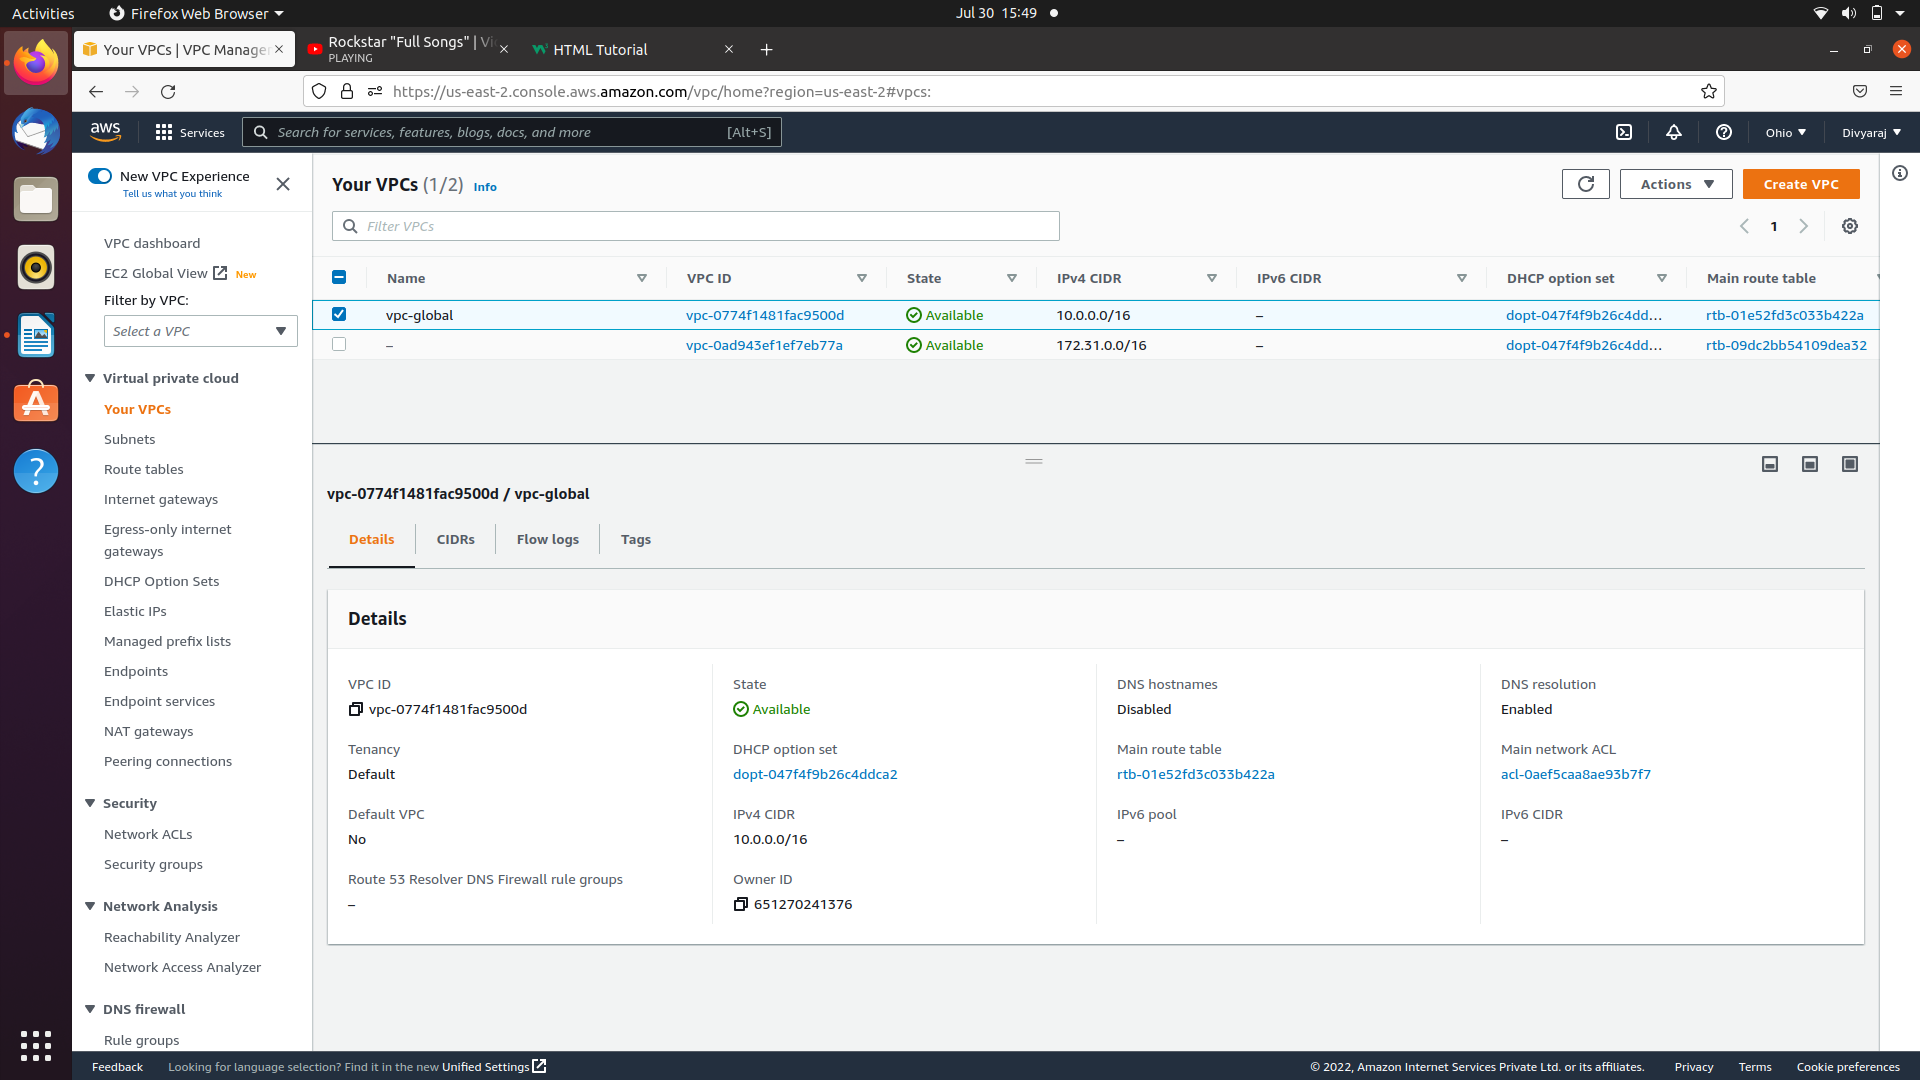 Activities
Firefox Web Browser
Jul 30 15:49
Your VPCs | VPC Manage
Rockstar "Full Songs" | Vi
PLAYING
HTML Tutorial
https://us-east-2.console.aws.amazon.com/vpc/home?region=us-east-2#vpcs:
aws
Services
Search for services, features, blogs, docs, and more
[Alt+S]
Ohio
Divyaraj
New VPC Experience
Tell us what you think
VPC dashboard
EC2 Global View New
Filter by VPC:
Select a VPC
Virtual private cloud
Your VPCs
Subnets
Route tables
Internet gateways
Egress-only internet
gateways
DHCP Option Sets
Elastic IPs
Managed prefix lists
Endpoints
Endpoint services
NAT gateways
Peering connections
Security
Network ACLs
Security groups
Network Analysis
Reachability Analyzer
Network Access Analyzer
DNS firewall
Rule groups
Your VPCs (1/2) Info
Actions
Create VPC
Filter VPCs
1
Name VPC ID State IPv4 CIDR IPv6 CIDR DHCP option set Main route table
vpc-global vpc-0774f1481fac9500d Available 10.0.0.0/16 – dopt-047f4f9b26c4dd... rtb-01e52fd3c033b422a
– vpc-0ad943ef1ef7eb77a Available 172.31.0.0/16 – dopt-047f4f9b26c4dd... rtb-09dc2bb54109dea32
vpc-0774f1481fac9500d / vpc-global
Details CIDRs Flow logs Tags
Details
VPC ID State DNS hostnames DNS resolution
vpc-0774f1481fac9500d Available Disabled Enabled
Tenancy DHCP option set Main route table Main network ACL
Default dopt-047f4f9b26c4ddca2 rtb-01e52fd3c033b422a acl-0aef5caa8ae93b7f7
Default VPC IPv4 CIDR IPv6 pool IPv6 CIDR
No 10.0.0.0/16 – –
Route 53 Resolver DNS Firewall rule groups Owner ID
– 651270241376
Feedback
Looking for language selection? Find it in the new Unified Settings
© 2022, Amazon Internet Services Private Ltd. or its affiliates.
Privacy
Terms
Cookie preferences